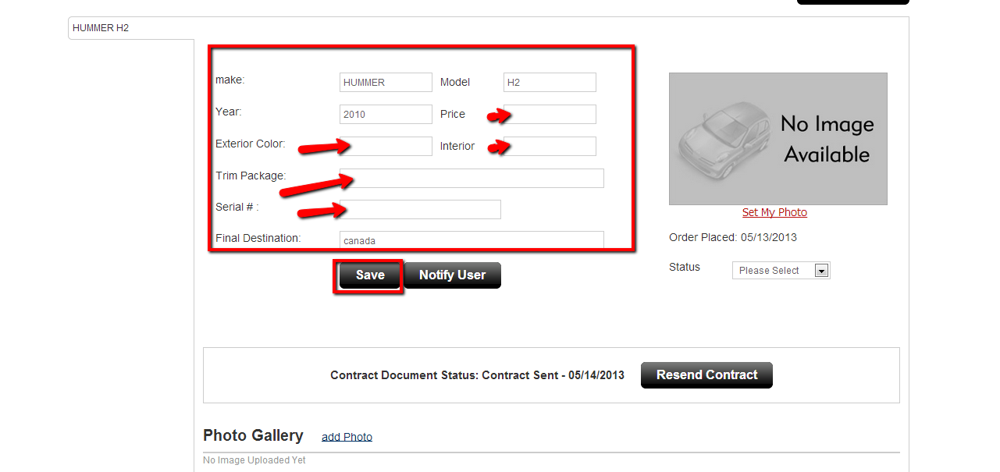 HUMMER H2
make: HUMMER Model H2
Year: 2010 Price
Exterior Color: Interior
Trim Package:
Serial # :
Final Destination: canada
Save Notify User
No Image
Available
Set My Photo
Order Placed: 05/13/2013
Status Please Select
Contract Document Status: Contract Sent - 05/14/2013 Resend Contract
Photo Gallery add Photo
No Image Uploaded Yet